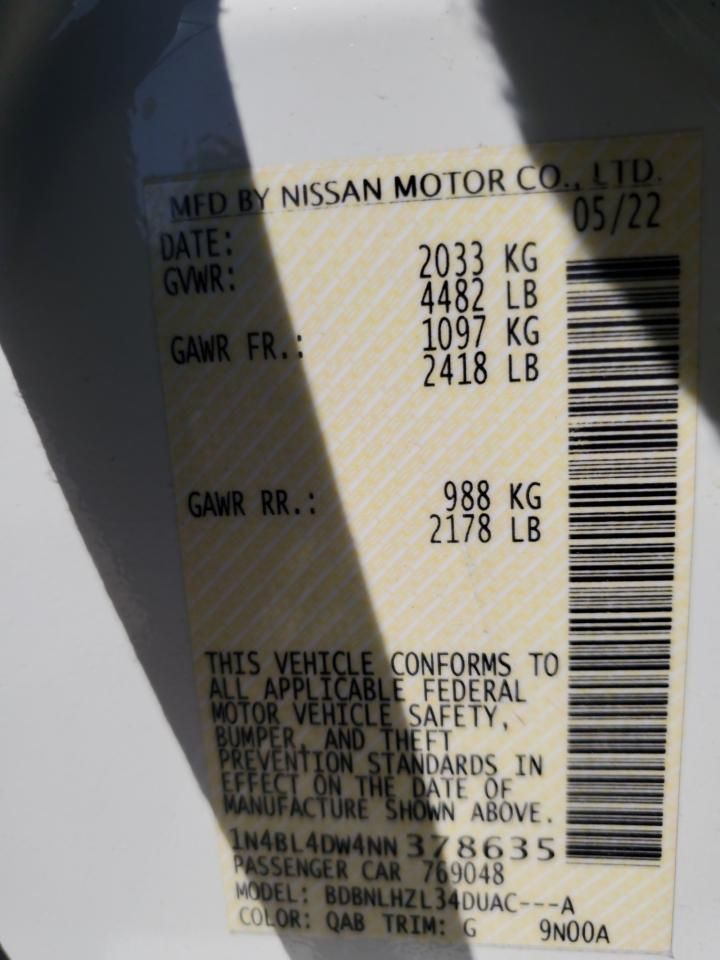 MFD BY NISSAN MOTOR CO., LTD.
DATE: 05/22
GVWR: 2033 KG
4482 LB
GAWR FR.: 1097 KG
2418 LB
GAWR RR.: 988 KG
2178 LB
THIS VEHICLE CONFORMS TO
ALL APPLICABLE FEDERAL
MOTOR VEHICLE SAFETY,
BUMPER, AND THEFT
PREVENTION STANDARDS IN
EFFECT ON THE DATE OF
MANUFACTURE SHOWN ABOVE.
1N4BL4DW4NN378635
PASSENGER CAR 769048
MODEL: BDBNLHZL34DUAC---A
COLOR: QAB TRIM: G 9N00A